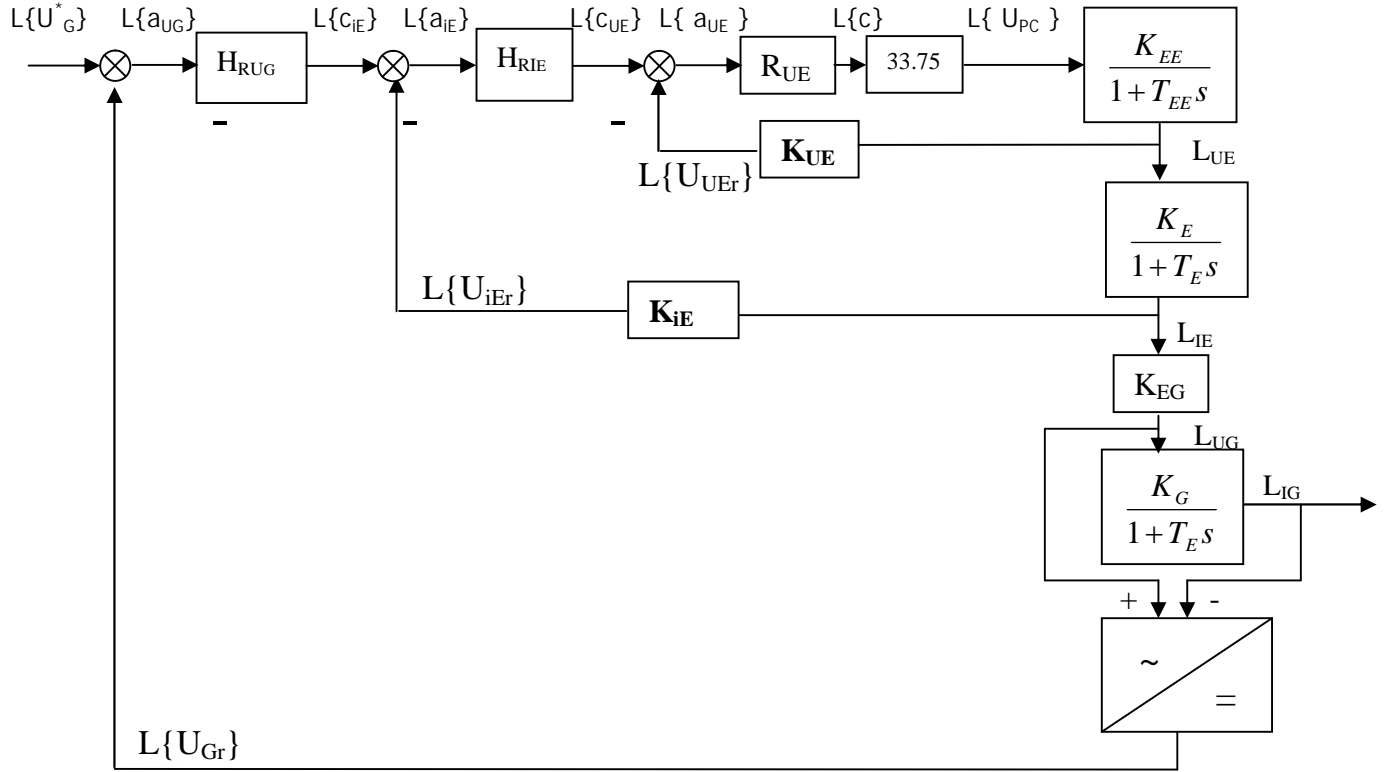 L{U*G} L{aUG} L{ciE} L{aiE} L{cUE} L{ aUE } L{c} L{ UPC }
HRUG HRIE RUE 33.75 KEE
1+TEEs
- - -
KUE
LUE
L{UUEr}
KE
1+TEs
L{UiEr}
KiE
LIE
KEG
LUG
KG
1+TEs
LIG
+ -
~
=
L{UGr}